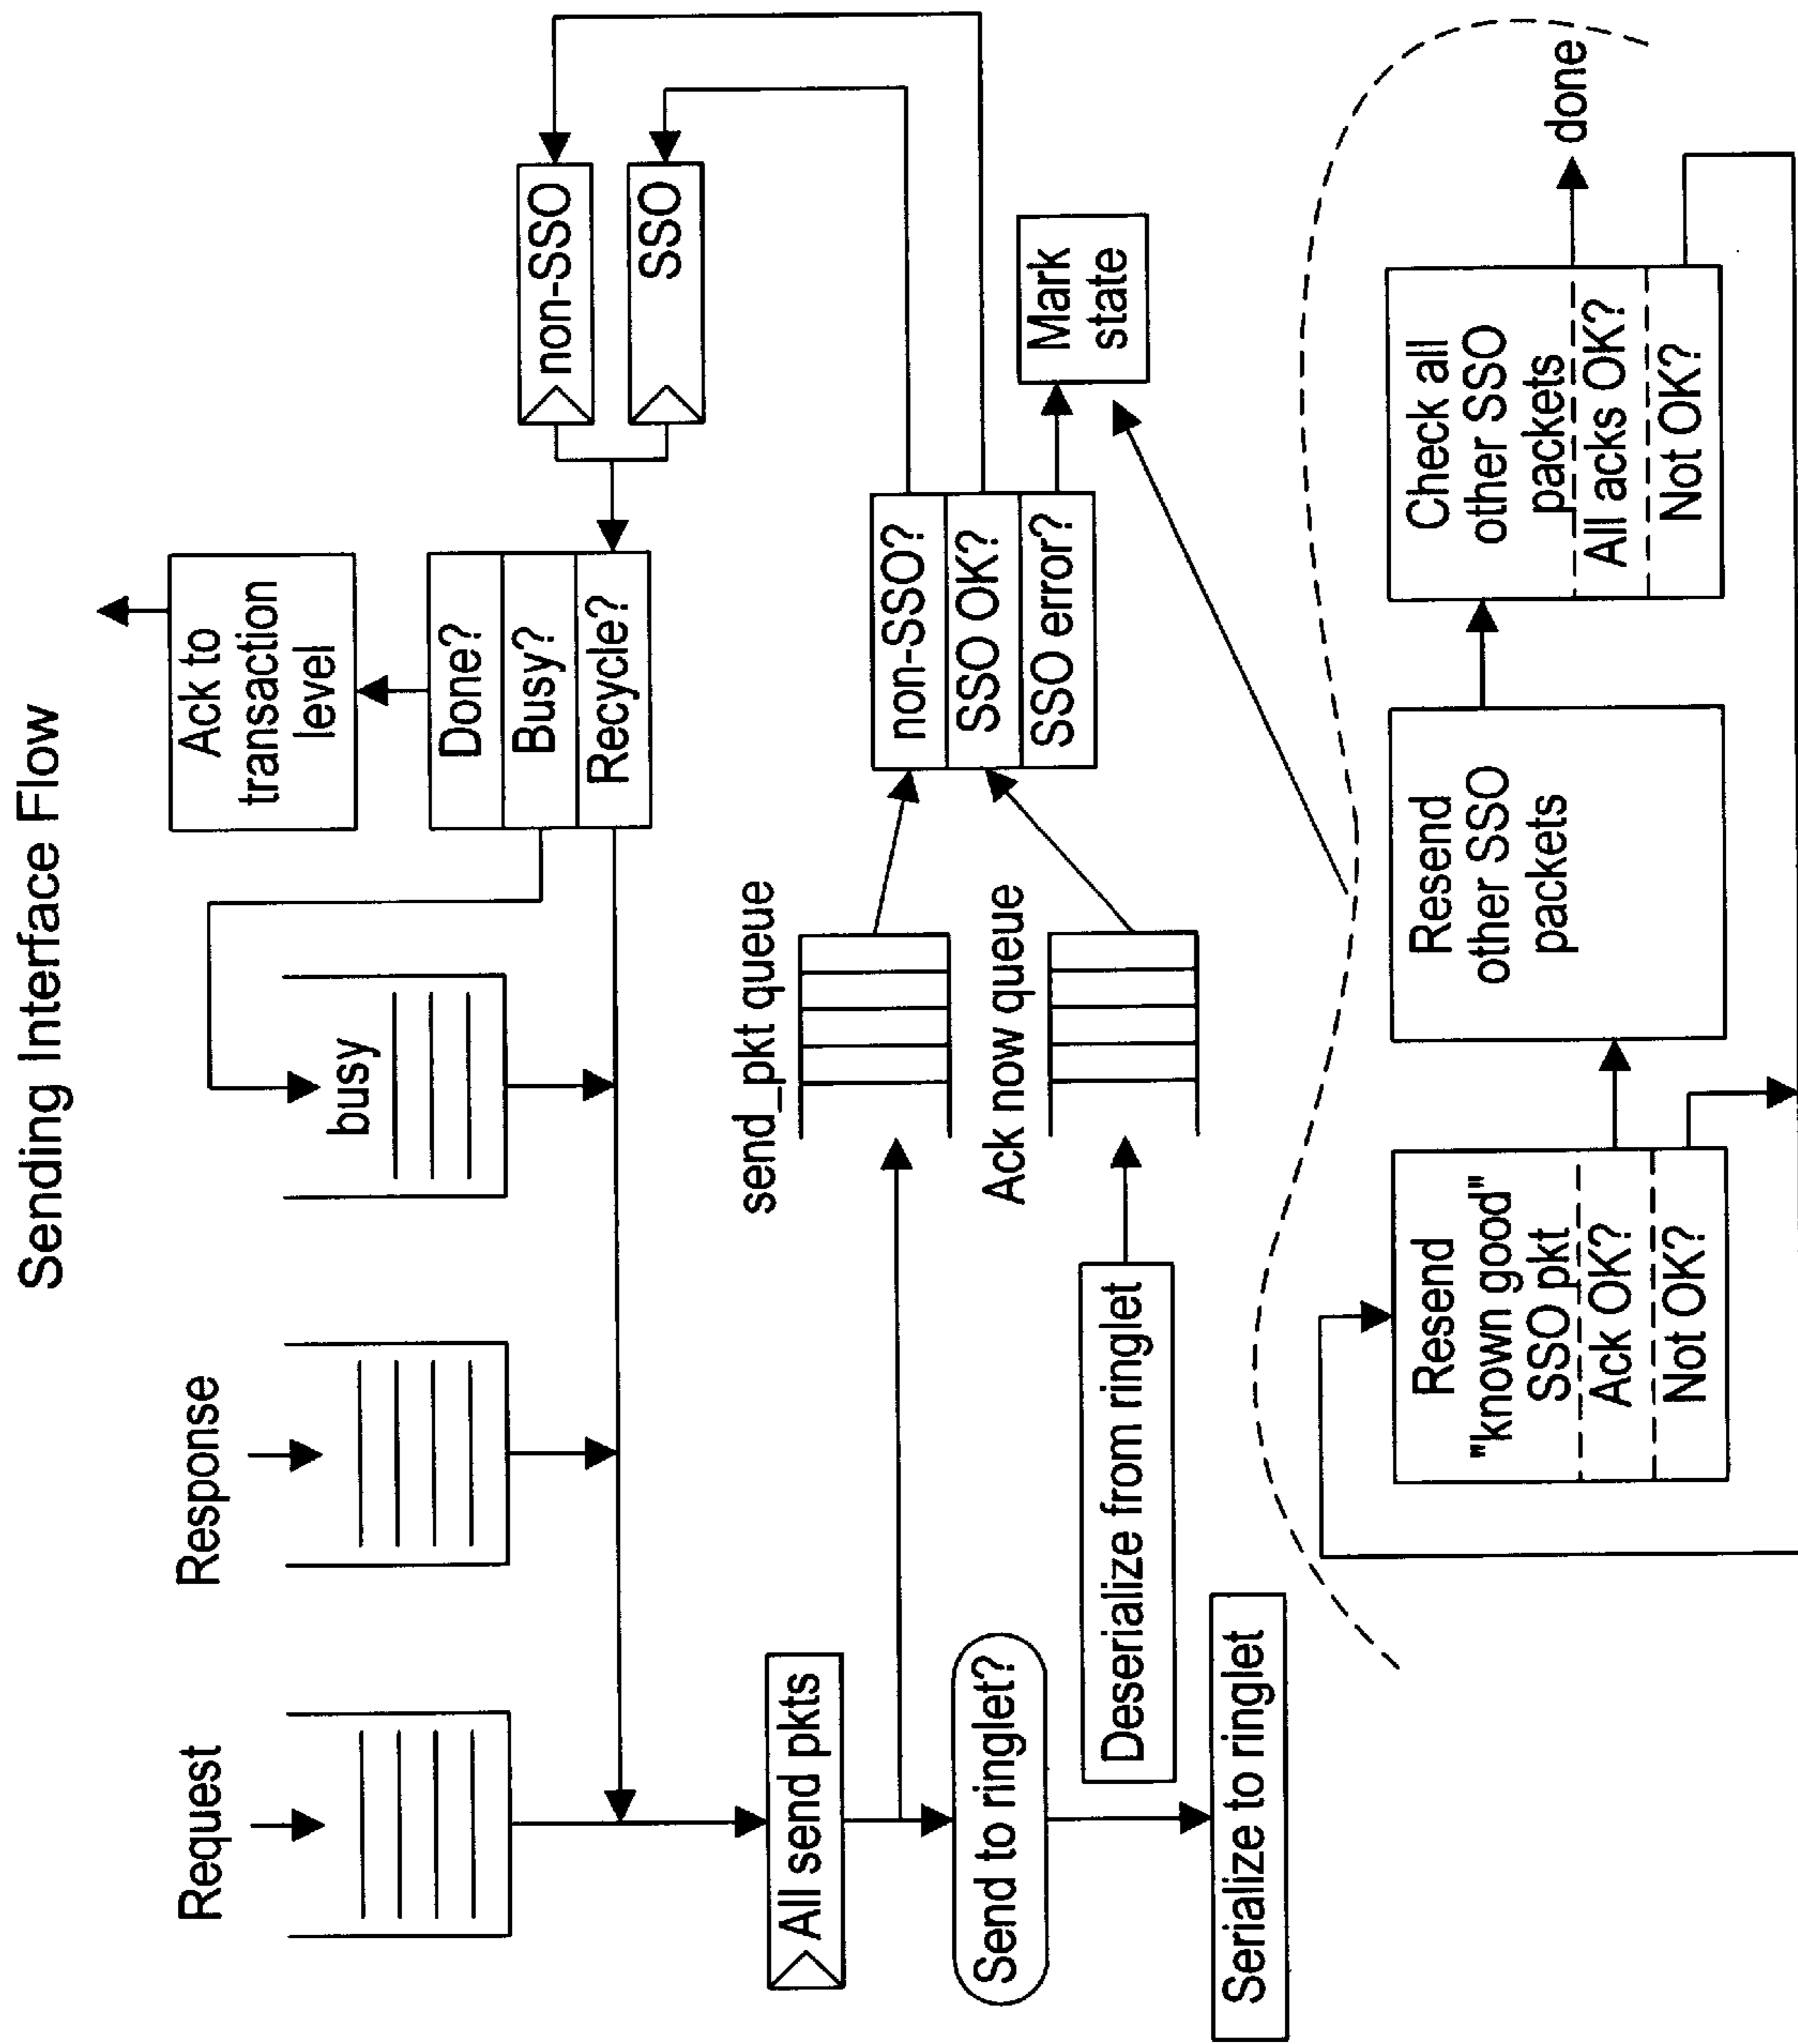 Sending Interface Flow
Request
Response
busy
Ack to
transaction
level
Done?
Busy?
Recycle?
non-SSO
SSO
All send pkts
send_pkt queue
Send to ringlet?
Ack now queue
Deserialize from ringlet
Serialize to ringlet
non-SSO?
SSO OK?
SSO error?
Mark
state
Resend
"known good"
SSO pkt
Ack OK?
Not OK?
Resend
other SSO
packets
Check all
other SSO
packets
All acks OK?
Not OK?
done